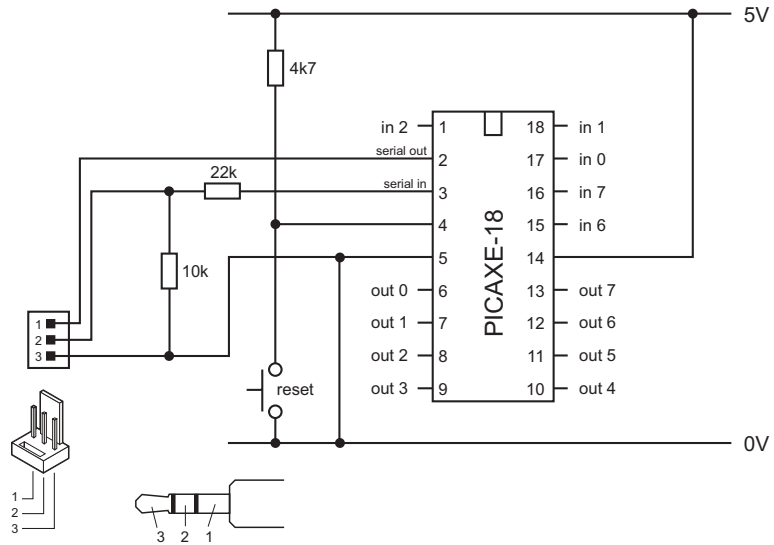 5V
4k7
in 2 1 18 in 1
serial out 2 17 in 0
22k serial in 3 16 in 7
4 15 in 6
5 14
10k
PICAXE-18
out 0 6 13 out 7
out 1 7 12 out 6
out 2 8 11 out 5
out 3 9 10 out 4
1
2
3
reset
0V
1
2
3
3 2 1